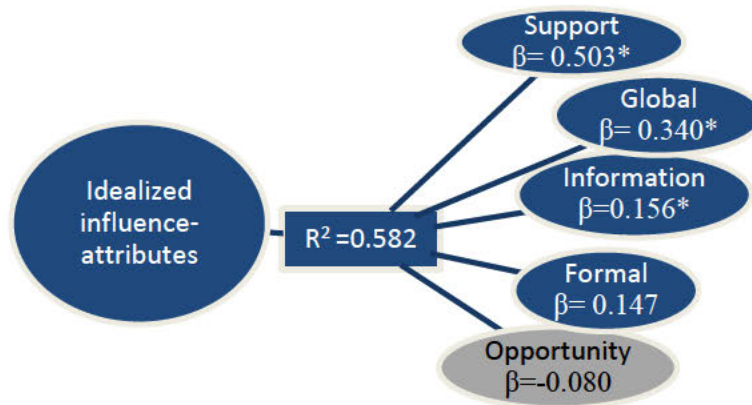 Support
β= 0.503*
Global
β= 0.340*
Idealized
influence-
attributes
R² =0.582
Information
β=0.156*
Formal
β= 0.147
Opportunity
β=-0.080